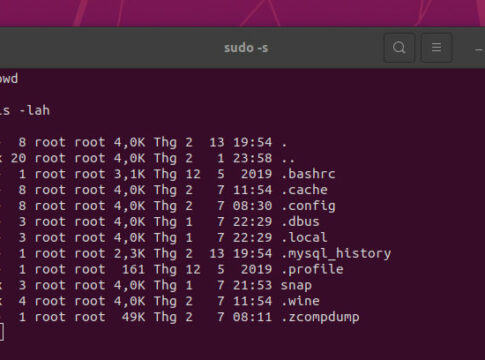 sudo -s
owd
ls -lah
8 root root 4,0K Thg 2 13 19:54 .
x 20 root root 4,0K Thg 2 1 23:58 ..
- 1 root root 3,1K Thg 12 5 2019 .bashrc
- 8 root root 4,0K Thg 2 7 11:54 .cache
- 8 root root 4,0K Thg 2 7 08:30 .config
- 3 root root 4,0K Thg 1 7 22:29 .dbus
- 3 root root 4,0K Thg 1 7 22:29 .local
- 1 root root 2,3K Thg 2 13 19:54 .mysql_history
- 1 root root 161 Thg 12 5 2019 .profile
x 3 root root 4,0K Thg 1 7 21:53 snap
x 4 root root 4,0K Thg 2 7 11:54 .wine
- 1 root root 49K Thg 2 7 08:11 .zcompdump